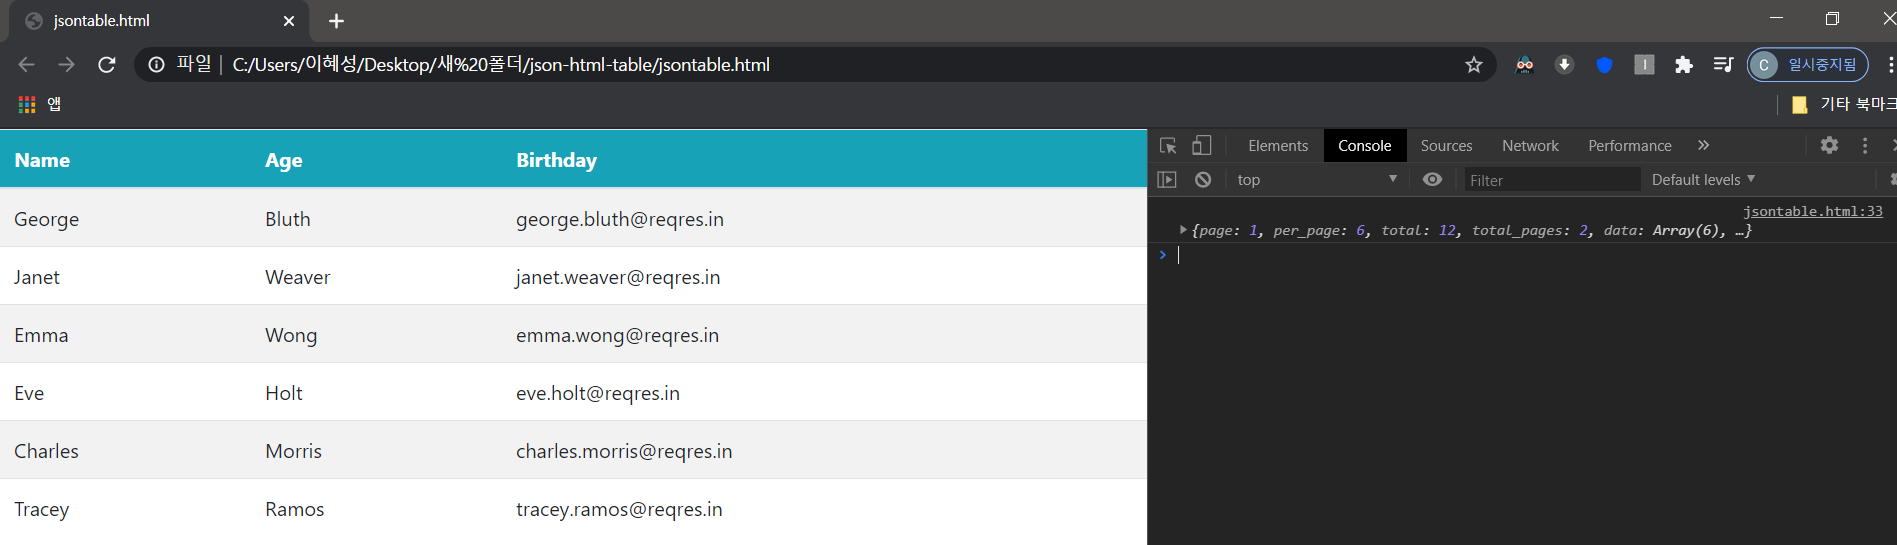 jsontable.html
파일 | C:/Users/이혜성/Desktop/새%20폴더/json-html-table/jsontable.html
C 일시중지됨
앱
기타 북마크
Name Age Birthday
George Bluth george.bluth@reqres.in
Janet Weaver janet.weaver@reqres.in
Emma Wong emma.wong@reqres.in
Eve Holt eve.holt@reqres.in
Charles Morris charles.morris@reqres.in
Tracey Ramos tracey.ramos@reqres.in
Elements Console Sources Network Performance »
top Filter Default levels
jsontable.html:33
{page: 1, per_page: 6, total: 12, total_pages: 2, data: Array(6), …}